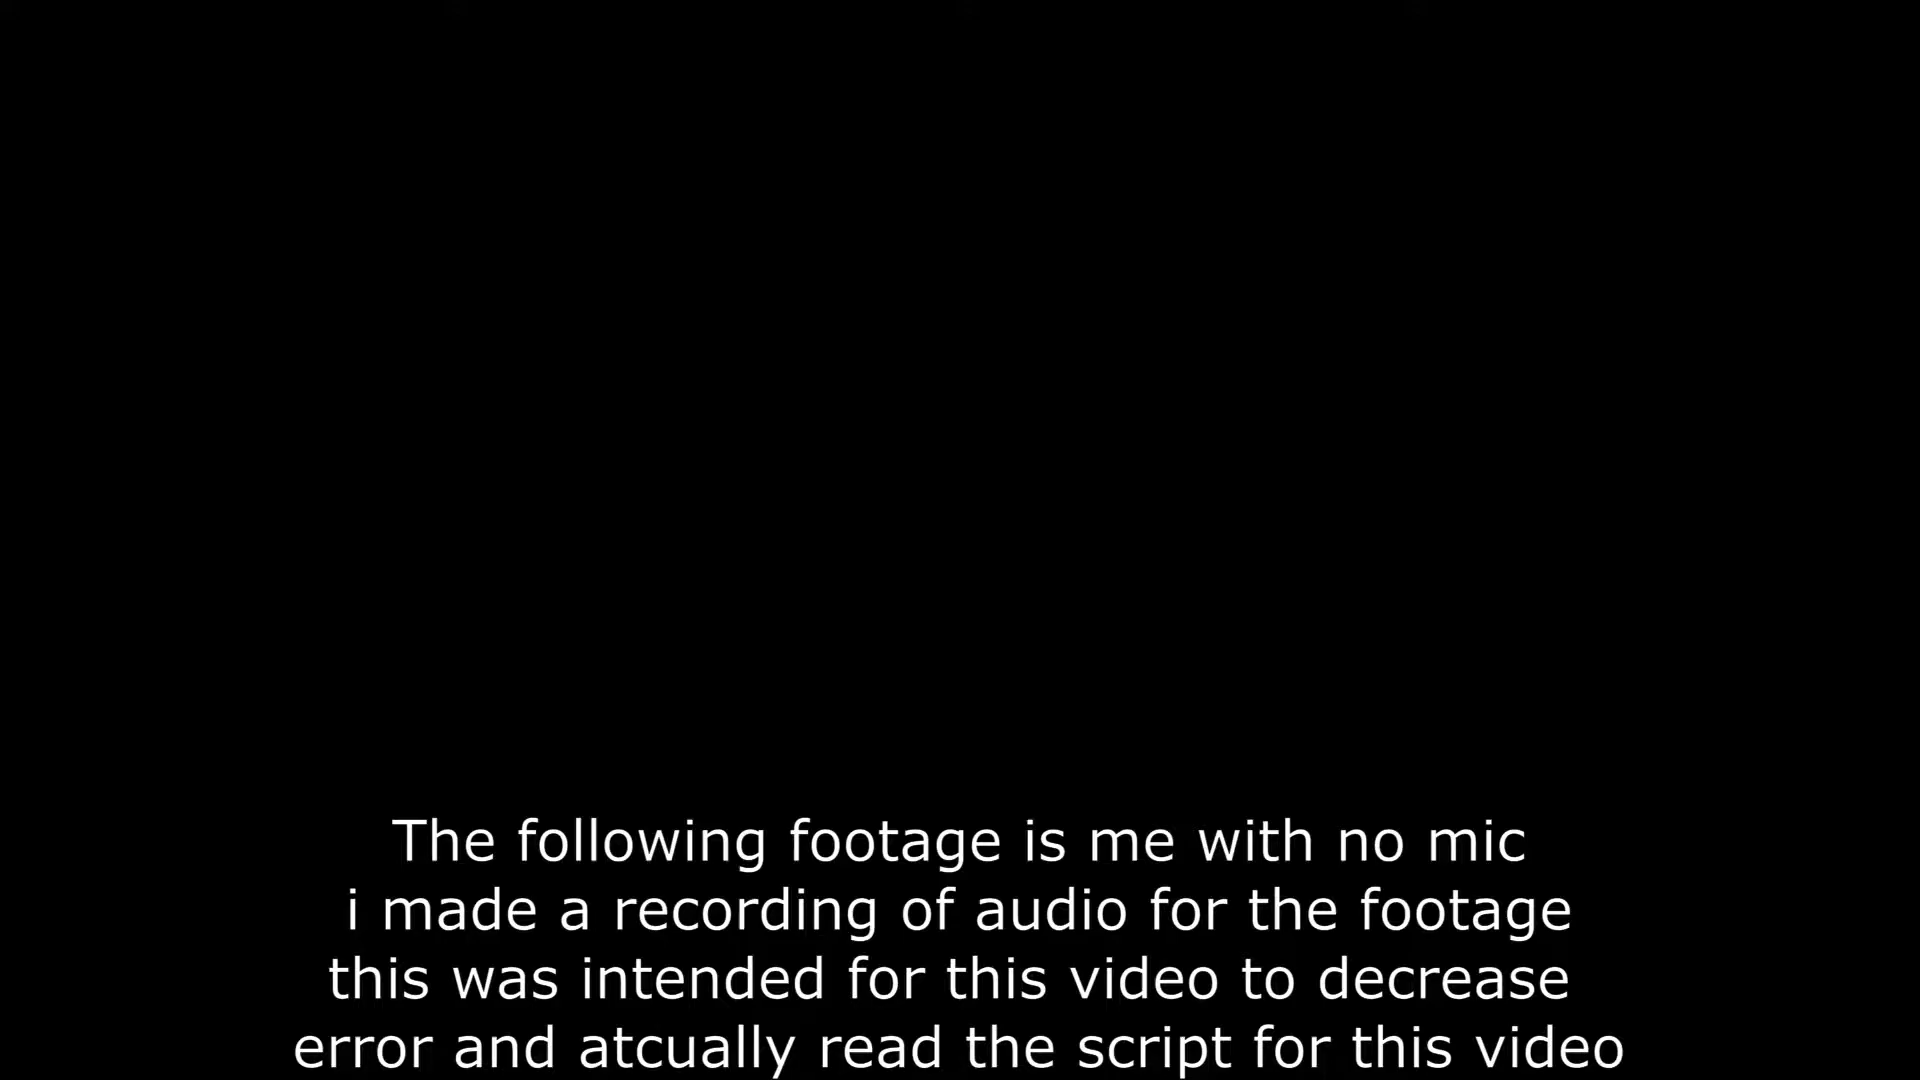 The following footage is me with no mic
i made a recording of audio for the footage
this was intended for this video to decrease
error and atcually read the script for this video